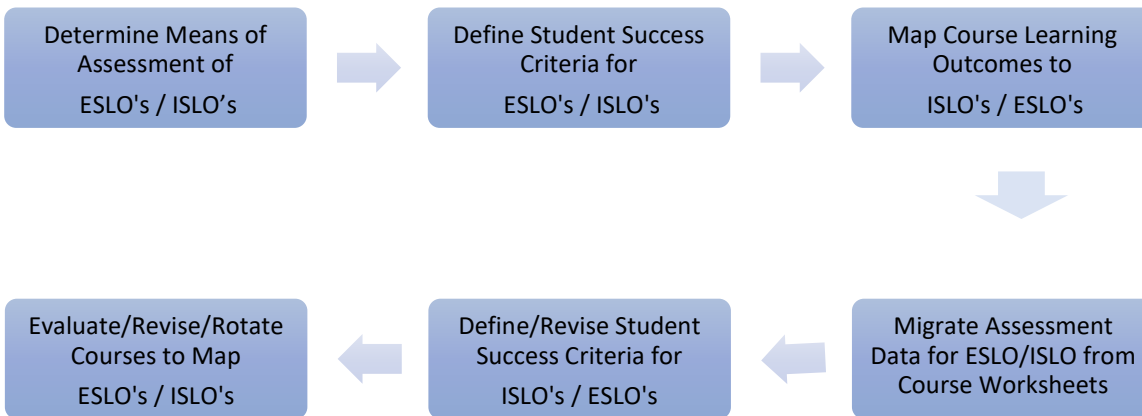 Determine Means of
Assessment of
ESLO's / ISLO’s
Define Student Success
Criteria for
ESLO's / ISLO's
Map Course Learning
Outcomes to
ISLO's / ESLO's
Migrate Assessment
Data for ESLO/ISLO from
Course Worksheets
Define/Revise Student
Success Criteria for
ISLO's / ESLO's
Evaluate/Revise/Rotate
Courses to Map
ESLO's / ISLO's